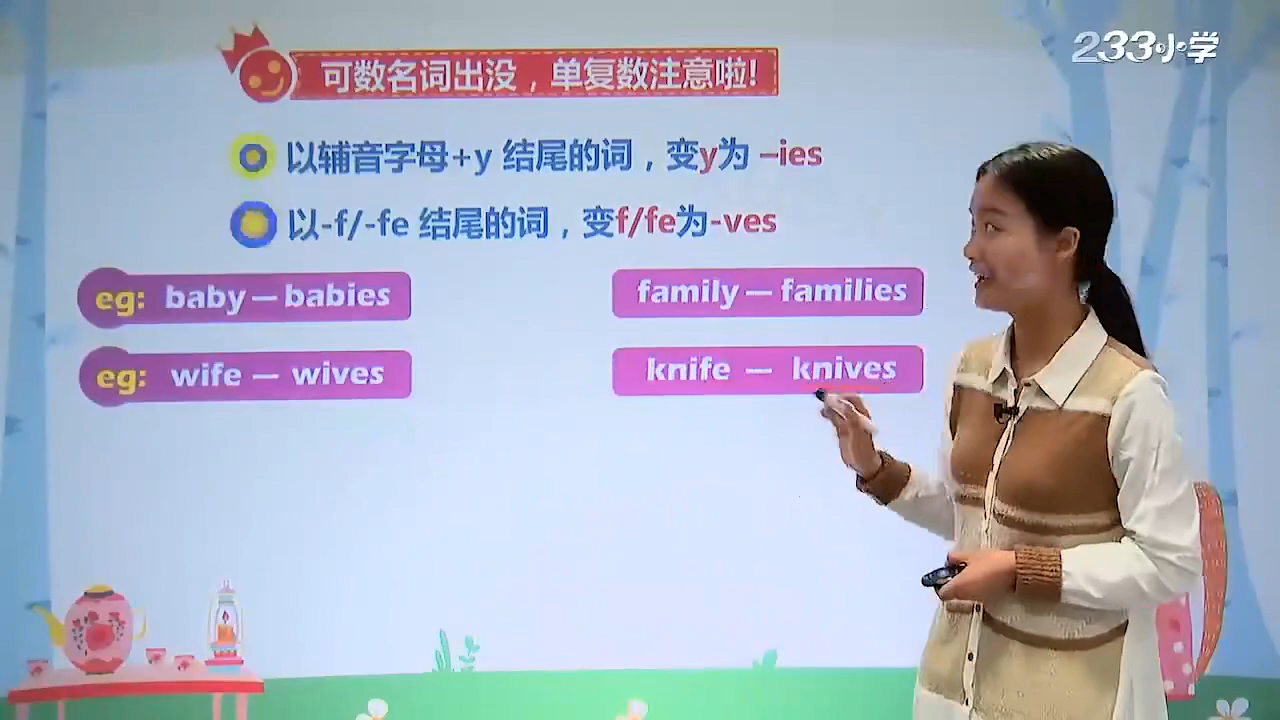 233小学
可数名词出没，单复数注意啦!
以辅音字母+y 结尾的词，变y为 –ies
以-f/-fe 结尾的词，变f/fe为-ves
eg: baby — babies
family — families
eg: wife — wives
knife — knives